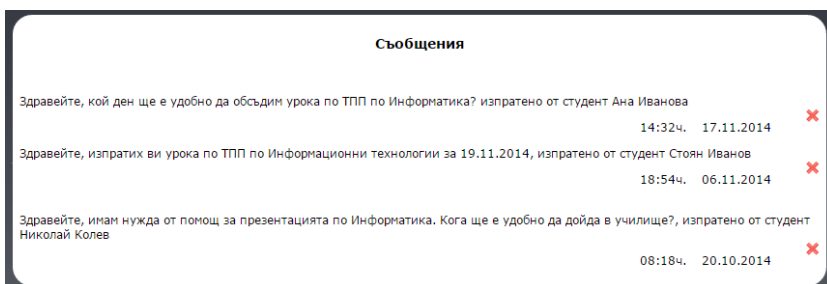 Съобщения
Здравейте, кой ден ще е удобно да обсъдим урока по ТПП по Информатика? изпратено от студент Ана Иванова
14:32ч. 17.11.2014
Здравейте, изпратих ви урока по ТПП по Информационни технологии за 19.11.2014, изпратено от студент Стоян Иванов
18:54ч. 06.11.2014
Здравейте, имам нужда от помощ за презентацията по Информатика. Кога ще е удобно да дойда в училище?, изпратено от студент
Николай Колев
08:18ч. 20.10.2014